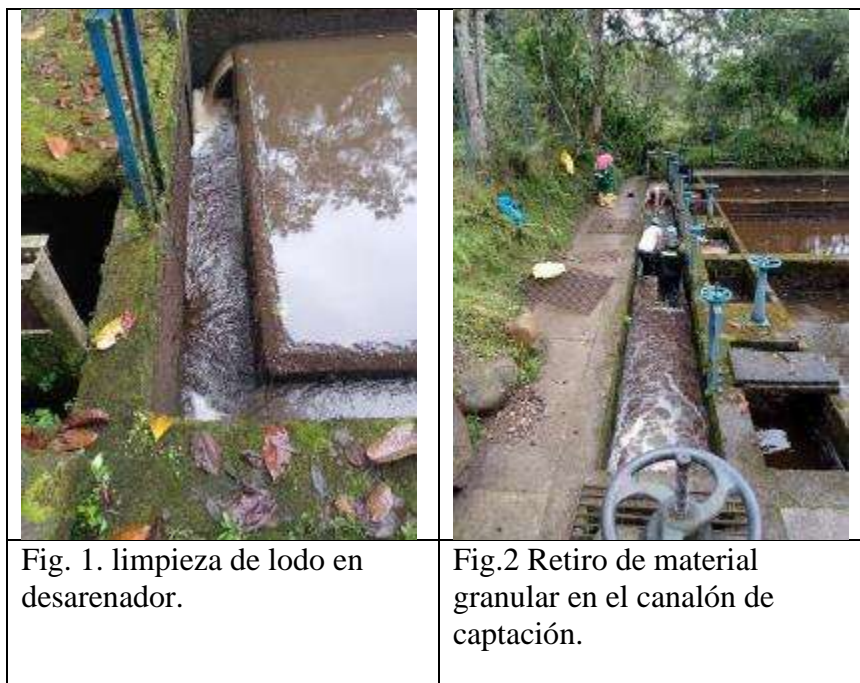 Fig. 1. limpieza de lodo en
desarenador.
Fig.2 Retiro de material
granular en el canalón de
captación.